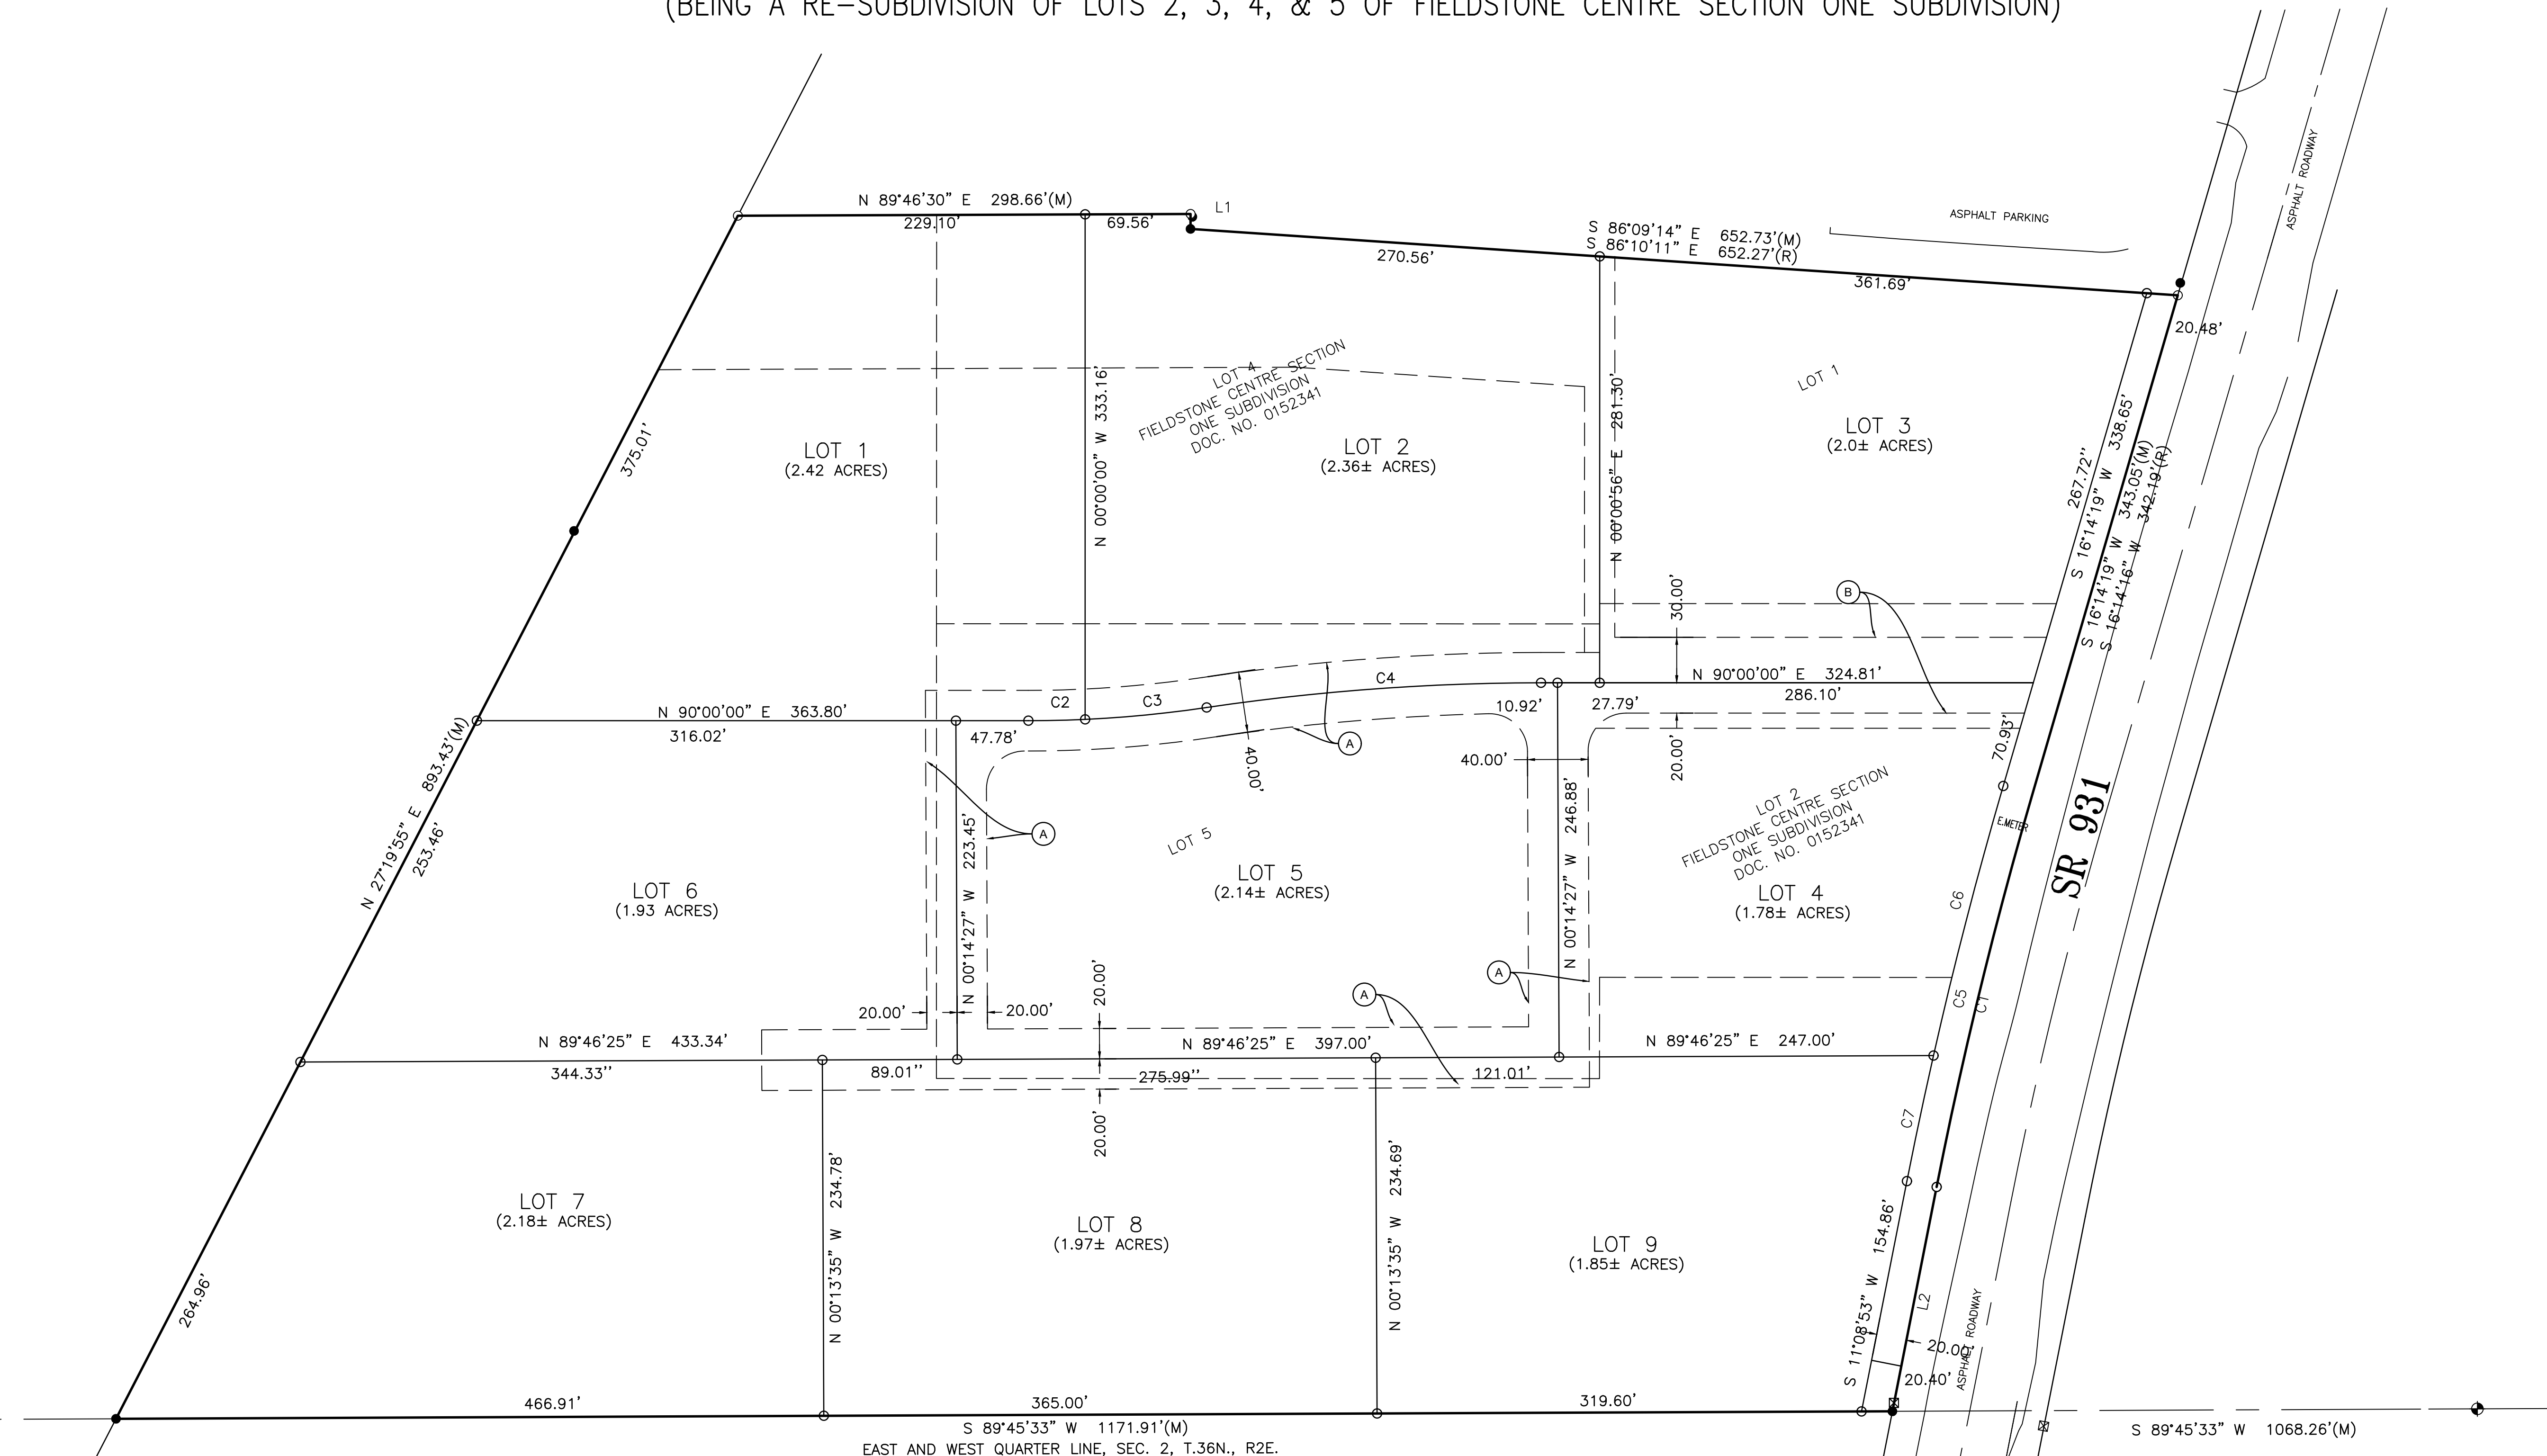 (BEING A RE-SUBDIVISION OF LOTS 2, 3, 4, & 5 OF FIELDSTONE CENTRE SECTION ONE SUBDIVISION)
ASPHALT ROADWAY
N 89°46'30" E 298.66'(M)
229.10'
69.56'
L1
ASPHALT PARKING
S 86°09'14" E 652.73'(M)
S 86°10'11" E 652.27'(R)
270.56'
361.69'
20.48'
375.01'
LOT 1
(2.42 ACRES)
N 00°00'00" W 333.16'
LOT 4
FIELDSTONE CENTRE SECTION
ONE SUBDIVISION
DOC. NO. 0152341
LOT 2
(2.36± ACRES)
N 00°00'56" E 281.30'
LOT 1
LOT 3
(2.0± ACRES)
267.72''
S 16°14'19" W 338.65'
S 16°14'19" W 343.05'(M)
S 16°14'16" W 342.19'(R)
B
30.00'
N 90°00'00" E 324.81'
286.10'
C2
C3
C4
10.92'
27.79'
N 90°00'00" E 363.80'
316.02'
47.78'
A
40.00'
40.00'
20.00'
70.93'
N 27°19'55" E 893.43'(M)
253.46'
A
N 00°14'27" W 223.45'
LOT 5
LOT 5
(2.14± ACRES)
N 00°14'27" W 246.88'
LOT 2
FIELDSTONE CENTRE SECTION
ONE SUBDIVISION
DOC. NO. 0152341
LOT 4
(1.78± ACRES)
E.METER
SR 931
C6
C5
C1
LOT 6
(1.93 ACRES)
20.00'
20.00'
20.00'
A
A
N 89°46'25" E 433.34'
344.33''
89.01''
N 89°46'25" E 397.00'
275.99''
121.01'
N 89°46'25" E 247.00'
20.00'
C7
LOT 7
(2.18± ACRES)
N 00°13'35" W 234.78'
LOT 8
(1.97± ACRES)
N 00°13'35" W 234.69'
LOT 9
(1.85± ACRES)
S 11°08'53" W 154.86'
L2
20.00'
ASPHALT ROADWAY
20.40'
264.96'
466.91'
365.00'
319.60'
S 89°45'33" W 1171.91'(M)
EAST AND WEST QUARTER LINE, SEC. 2, T.36N., R2E.
S 89°45'33" W 1068.26'(M)